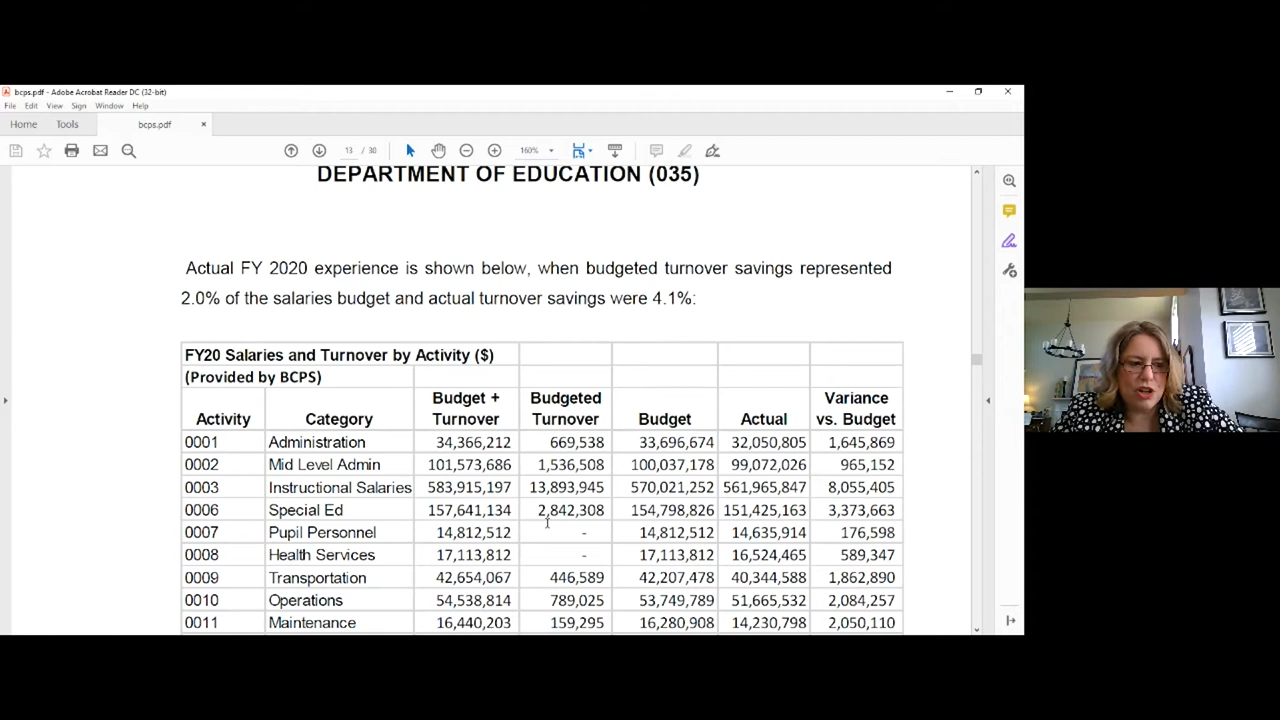 bcps.pdf - Adobe Acrobat Reader DC (32-bit)
File Edit View Sign Window Help
Home Tools bcps.pdf ×
13 / 30 160%
DEPARTMENT OF EDUCATION (035)
Actual FY 2020 experience is shown below, when budgeted turnover savings represented
2.0% of the salaries budget and actual turnover savings were 4.1%:
FY20 Salaries and Turnover by Activity ($)
(Provided by BCPS)
Budget + Budgeted Variance
Activity Category Turnover Turnover Budget Actual vs. Budget
0001 Administration 34,366,212 669,538 33,696,674 32,050,805 1,645,869
0002 Mid Level Admin 101,573,686 1,536,508 100,037,178 99,072,026 965,152
0003 Instructional Salaries 583,915,197 13,893,945 570,021,252 561,965,847 8,055,405
0006 Special Ed 157,641,134 2,842,308 154,798,826 151,425,163 3,373,663
0007 Pupil Personnel 14,812,512 - 14,812,512 14,635,914 176,598
0008 Health Services 17,113,812 - 17,113,812 16,524,465 589,347
0009 Transportation 42,654,067 446,589 42,207,478 40,344,588 1,862,890
0010 Operations 54,538,814 789,025 53,749,789 51,665,532 2,084,257
0011 Maintenance 16,440,203 159,295 16,280,908 14,230,798 2,050,110